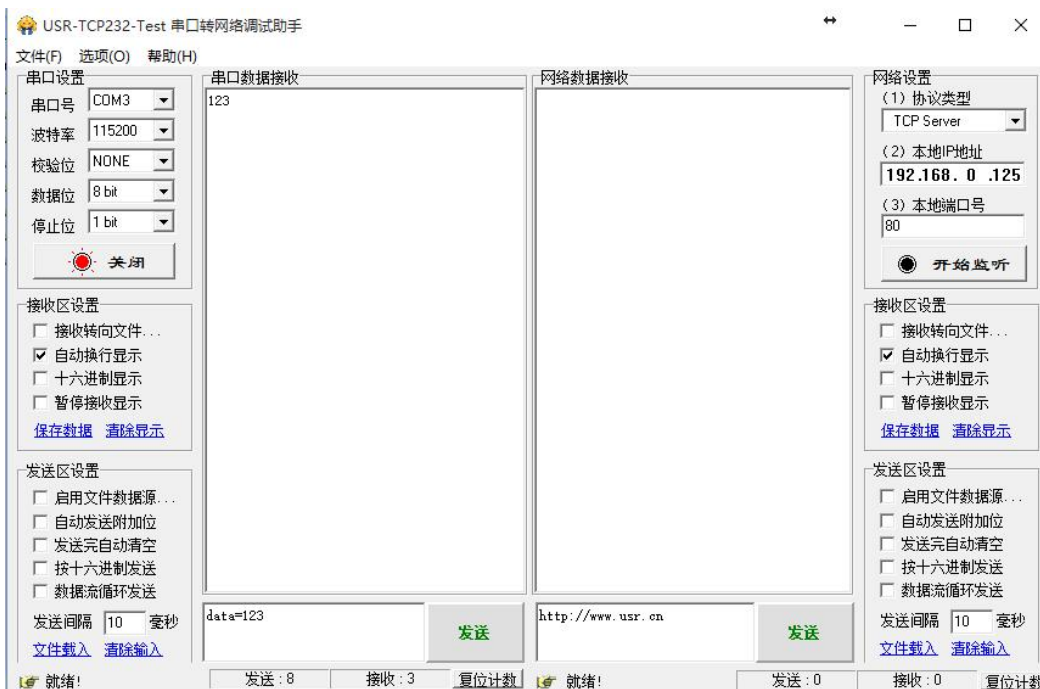 USR-TCP232-Test 串口转网络调试助手
文件(F) 选项(O) 帮助(H)
串口设置
串口号 COM3
波特率 115200
校验位 NONE
数据位 8 bit
停止位 1 bit
关闭
接收区设置
接收转向文件...
自动换行显示
十六进制显示
暂停接收显示
保存数据 清除显示
发送区设置
启用文件数据源...
自动发送附加位
发送完自动清空
按十六进制发送
数据流循环发送
发送间隔 10 毫秒
文件载入 清除输入
串口数据接收
123
data=123
发送
就绪!
发送:8
接收:3
复位计数
网络数据接收
http://www.usr.cn
发送
就绪!
发送:0
接收:0
复位计数
网络设置
(1) 协议类型
TCP Server
(2) 本地IP地址
192.168. 0 .125
(3) 本地端口号
80
开始监听
接收区设置
接收转向文件...
自动换行显示
十六进制显示
暂停接收显示
保存数据 清除显示
发送区设置
启用文件数据源...
自动发送附加位
发送完自动清空
按十六进制发送
数据流循环发送
发送间隔 10 毫秒
文件载入 清除输入